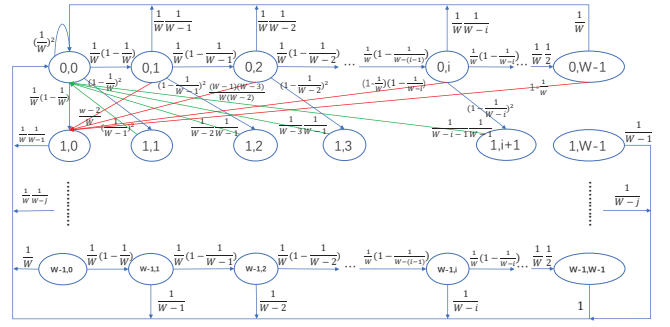 1/W 1/(W−1)
1/W 1/(W−2)
1/W 1/(W−i)
1/W
(1/W)²
0,0
1/W(1−1/W)
0,1
1/W(1−1/(W−1))
0,2
1/W(1−1/(W−2))
...
1/W(1−1/(W−(i−1)))
0,i
1/W(1−1/(W−i))
...
1/W 1/2
0,W-1
1/W(1−1/W)
(1−1/W)²
(1−1/(W−1))²
(W−1)(W−3)/(W(W−2))
(1−1/(W−2))²
(1−1/W)(1/(W−i))
1−1/W
(1−1/(W−i))²
(W−2)/W
(1/(W−1))²
1/(W−2) 1/(W−1)
1/(W−3) 1/(W−1)
1/(W−i−1) 1/(W−1)
1/W 1/(W−1)
1,0
1,1
1,2
1,3
1,i+1
1,W-1
1/(W−1)
1/W 1/(W−j)
1/(W−j)
1/W
W-1,0
1/W(1−1/W)
W-1,1
1/W(1−1/(W−1))
W-1,2
1/W(1−1/(W−2))
...
1/W(1−1/(W−(i−1)))
W-1,i
1/W(1−1/(W−i))
...
1/W 1/2
W-1,W-1
1/(W−1)
1/(W−2)
1/(W−i)
1